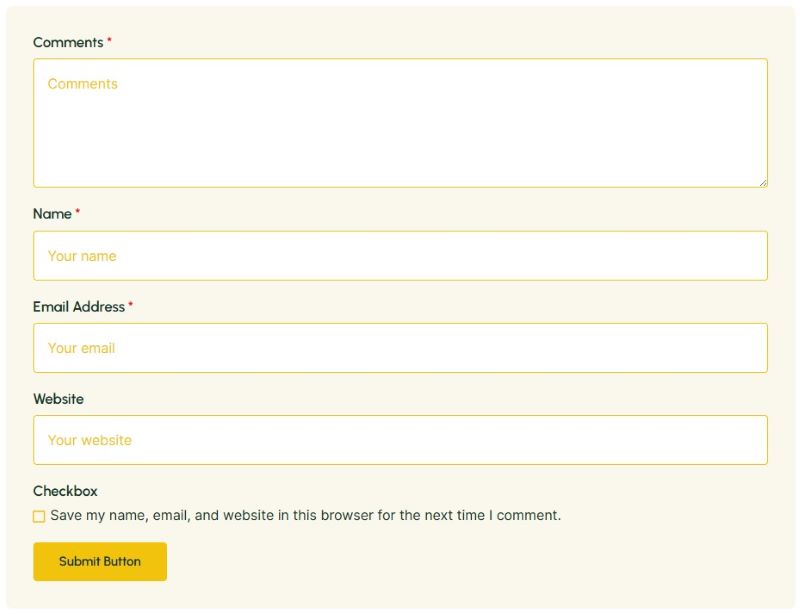 Comments *
Comments
Name *
Your name
Email Address *
Your email
Website
Your website
Checkbox
Save my name, email, and website in this browser for the next time I comment.
Submit Button